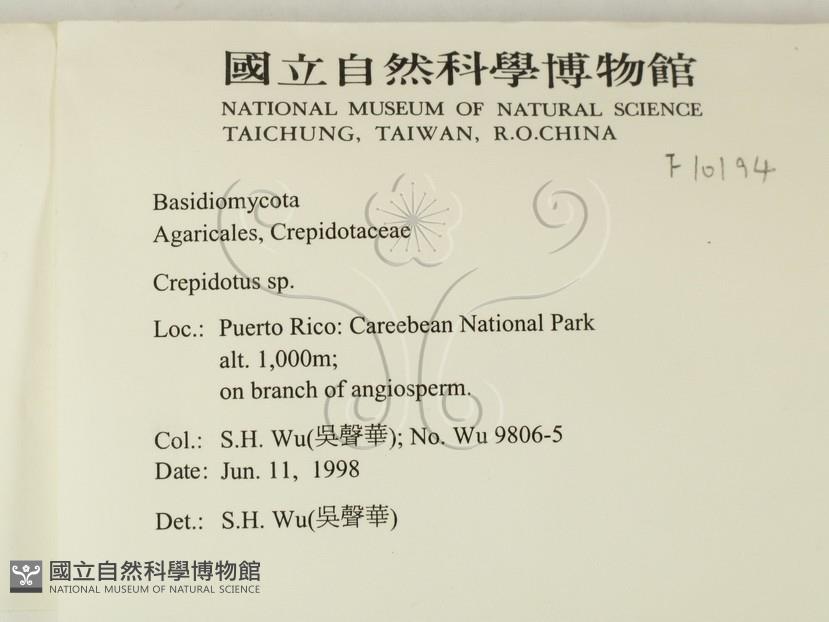 國立自然科學博物館
NATIONAL MUSEUM OF NATURAL SCIENCE
TAICHUNG, TAIWAN, R.O.CHINA
F10194
Basidiomycota
Agaricales, Crepidotaceae
Crepidotus sp.
Loc.: Puerto Rico: Careebean National Park
alt. 1,000m;
on branch of angiosperm.
Col.: S.H. Wu(吳聲華); No. Wu 9806-5
Date: Jun. 11, 1998
Det.: S.H. Wu(吳聲華)
國立自然科學博物館
NATIONAL MUSEUM OF NATURAL SCIENCE